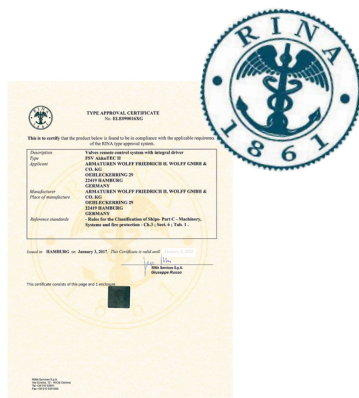 RINA
1861
TYPE APPROVAL CERTIFICATE
No. ELE090016XG
This is to certify that the product below is found to be in compliance with the applicable requirements
of the RINA type approval system.
Description Valves remote control system with integral driver
Type FSV AkkuTEC II
Applicant ARMATUREN WOLFF FRIEDRICH H. WOLFF GMBH &
CO. KG
OEHLECKERRING 29
22419 HAMBURG
GERMANY
Manufacturer ARMATUREN WOLFF FRIEDRICH H. WOLFF GMBH &
Place of manufacture CO. KG
OEHLECKERRING 29
22419 HAMBURG
GERMANY
Reference standards - Rules for the Classification of Ships- Part C - Machinery,
Systems and fire protection - Ch.3 ; Sect. 6 ; Tab. 1 .
Issued in HAMBURG on January 3, 2017. This Certificate is valid until
RINA Services S.p.A.
Giuseppe Russo
This certificate consists of this page and 1 enclosure
RINA Services S.p.A.